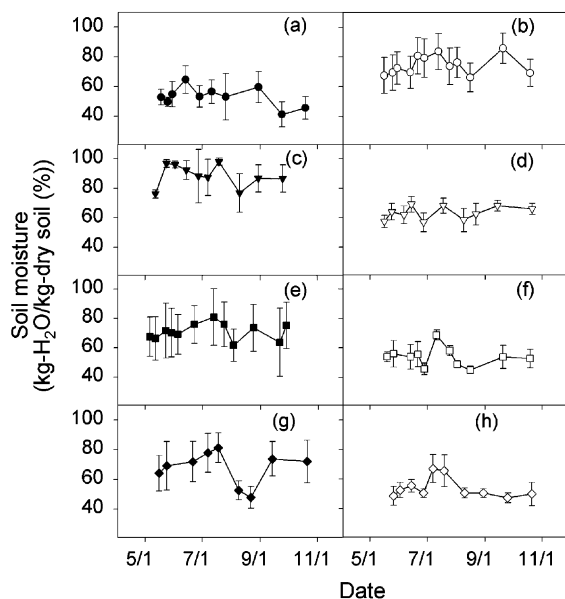 Soil moisture
(kg-H2O/kg-dry soil (%))
100
80
60
40
(a)
(b)
100
80
60
40
(c)
(d)
100
80
60
40
(e)
(f)
100
80
60
40
(g)
(h)
5/1 7/1 9/1 11/1 5/1 7/1 9/1 11/1
Date